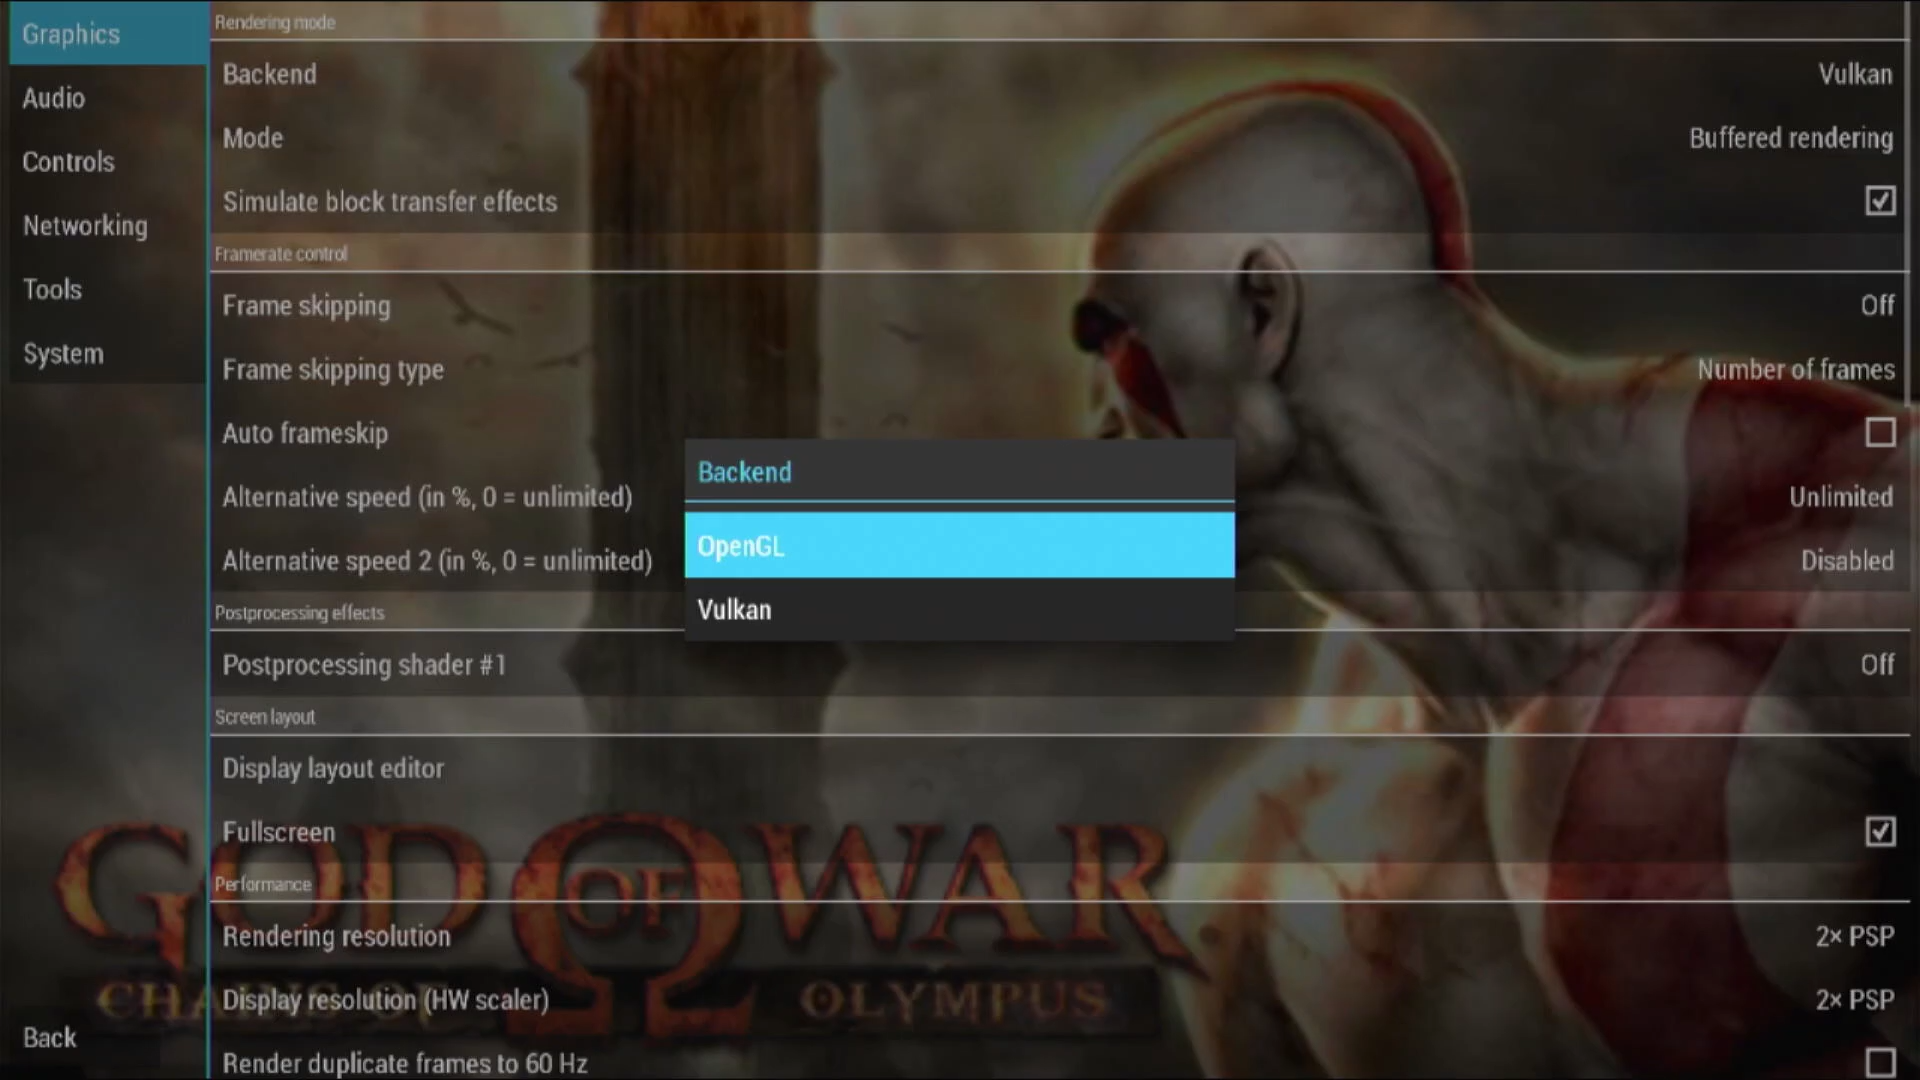 Graphics
Audio
Controls
Networking
Tools
System
Back
Rendering mode
Backend Vulkan
Mode Buffered rendering
Simulate block transfer effects
Framerate control
Frame skipping Off
Frame skipping type Number of frames
Auto frameskip
Alternative speed (in %, 0 = unlimited) Unlimited
Alternative speed 2 (in %, 0 = unlimited) Disabled
Postprocessing effects
Postprocessing shader #1 Off
Screen layout
Display layout editor
Fullscreen
Performance
Rendering resolution 2× PSP
Display resolution (HW scaler) 2× PSP
Render duplicate frames to 60 Hz
Backend
OpenGL
Vulkan
GOD OF WAR
OLYMPUS